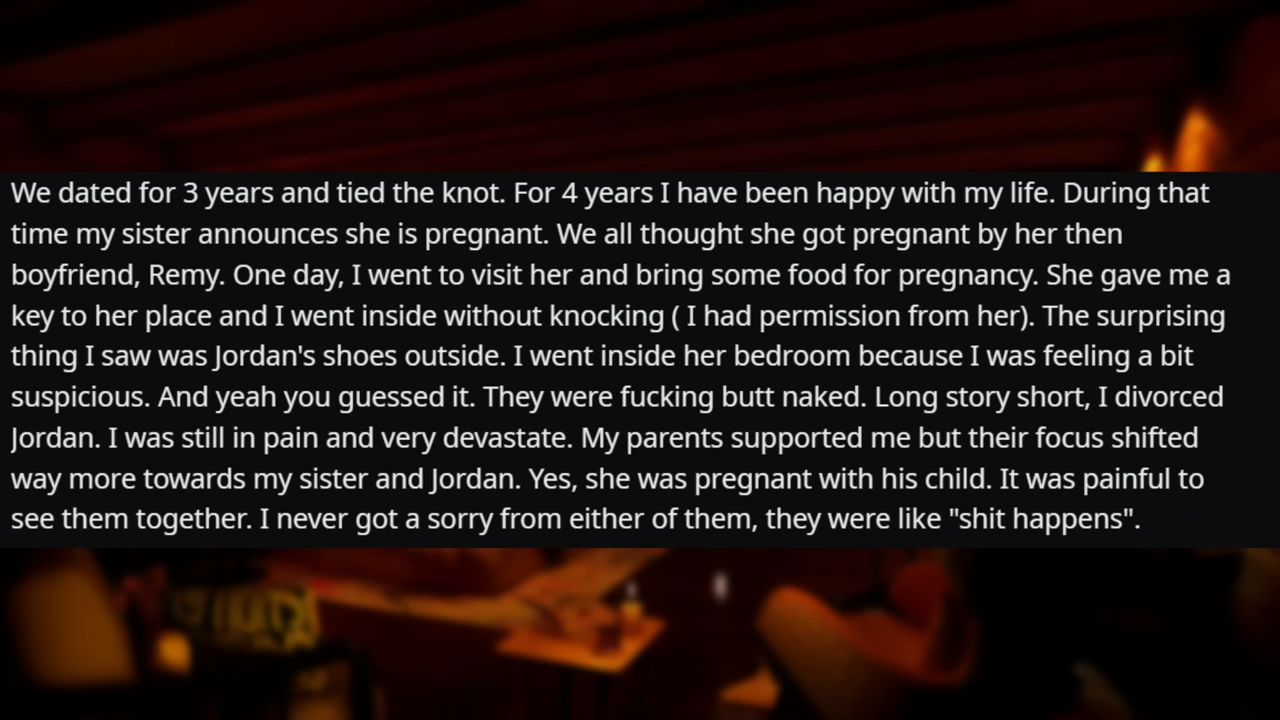 We dated for 3 years and tied the knot. For 4 years I have been happy with my life. During that
time my sister announces she is pregnant. We all thought she got pregnant by her then
boyfriend, Remy. One day, I went to visit her and bring some food for pregnancy. She gave me a
key to her place and I went inside without knocking ( I had permission from her). The surprising
thing I saw was Jordan's shoes outside. I went inside her bedroom because I was feeling a bit
suspicious. And yeah you guessed it. They were fucking butt naked. Long story short, I divorced
Jordan. I was still in pain and very devastate. My parents supported me but their focus shifted
way more towards my sister and Jordan. Yes, she was pregnant with his child. It was painful to
see them together. I never got a sorry from either of them, they were like "shit happens".